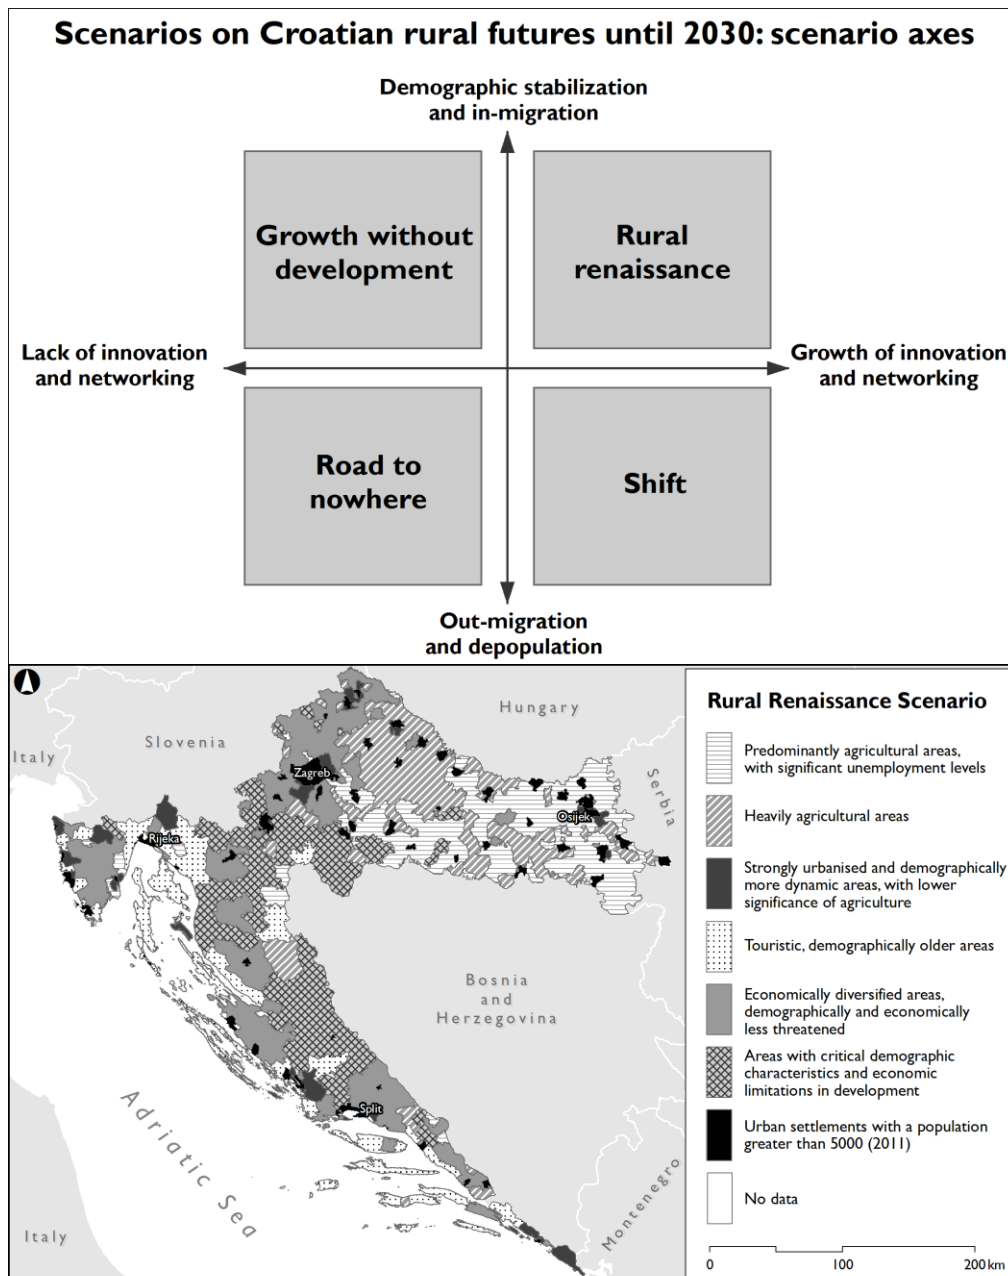 Scenarios on Croatian rural futures until 2030: scenario axes
Demographic stabilization
and in-migration
Growth without
development
Rural
renaissance
Lack of innovation
and networking
Growth of innovation
and networking
Road to
nowhere
Shift
Out-migration
and depopulation
Hungary
Slovenia
Italy
Zagreb
Serbia
Osijek
Rijeka
Bosnia
and
Herzegovina
Split
Adriatic Sea
Montenegro
Italy
Rural Renaissance Scenario
Predominantly agricultural areas,
with significant unemployment levels
Heavily agricultural areas
Strongly urbanised and demographically
more dynamic areas, with lower
significance of agriculture
Touristic, demographically older areas
Economically diversified areas,
demographically and economically
less threatened
Areas with critical demographic
characteristics and economic
limitations in development
Urban settlements with a population
greater than 5000 (2011)
No data
0 100 200 km